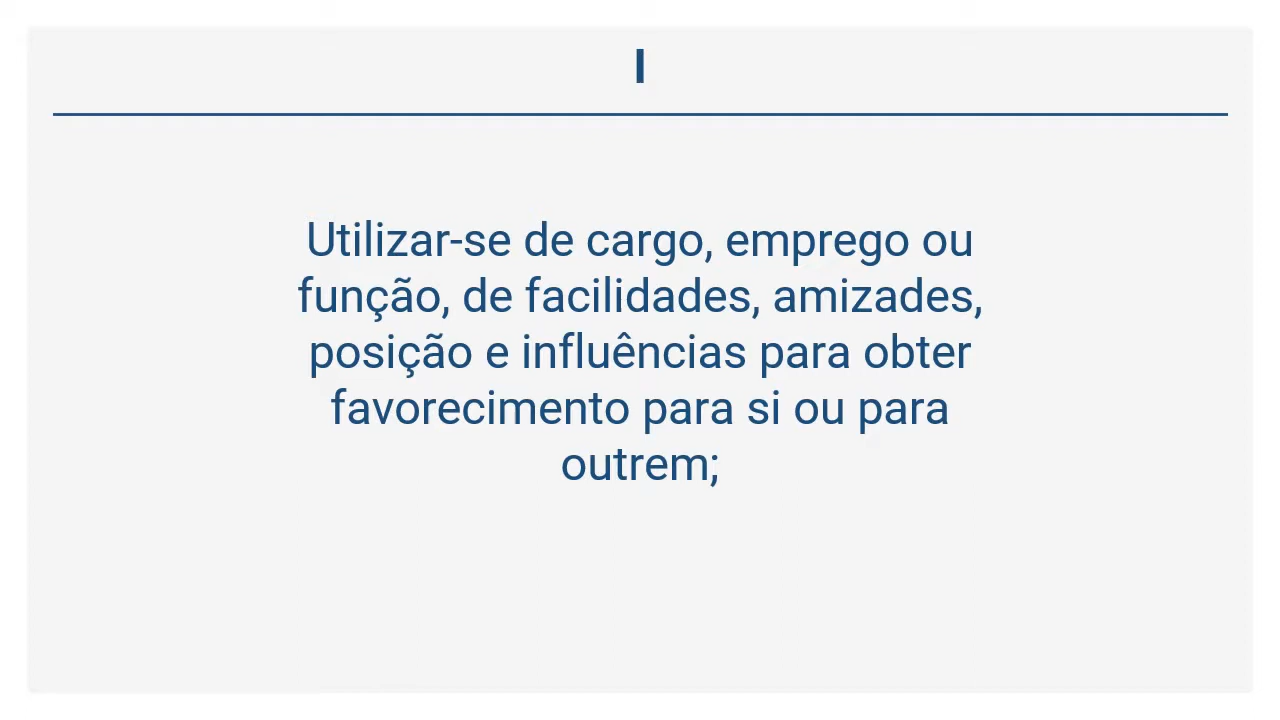 I
Utilizar-se de cargo, emprego ou
função, de facilidades, amizades,
posição e influências para obter
favorecimento para si ou para
outrem;